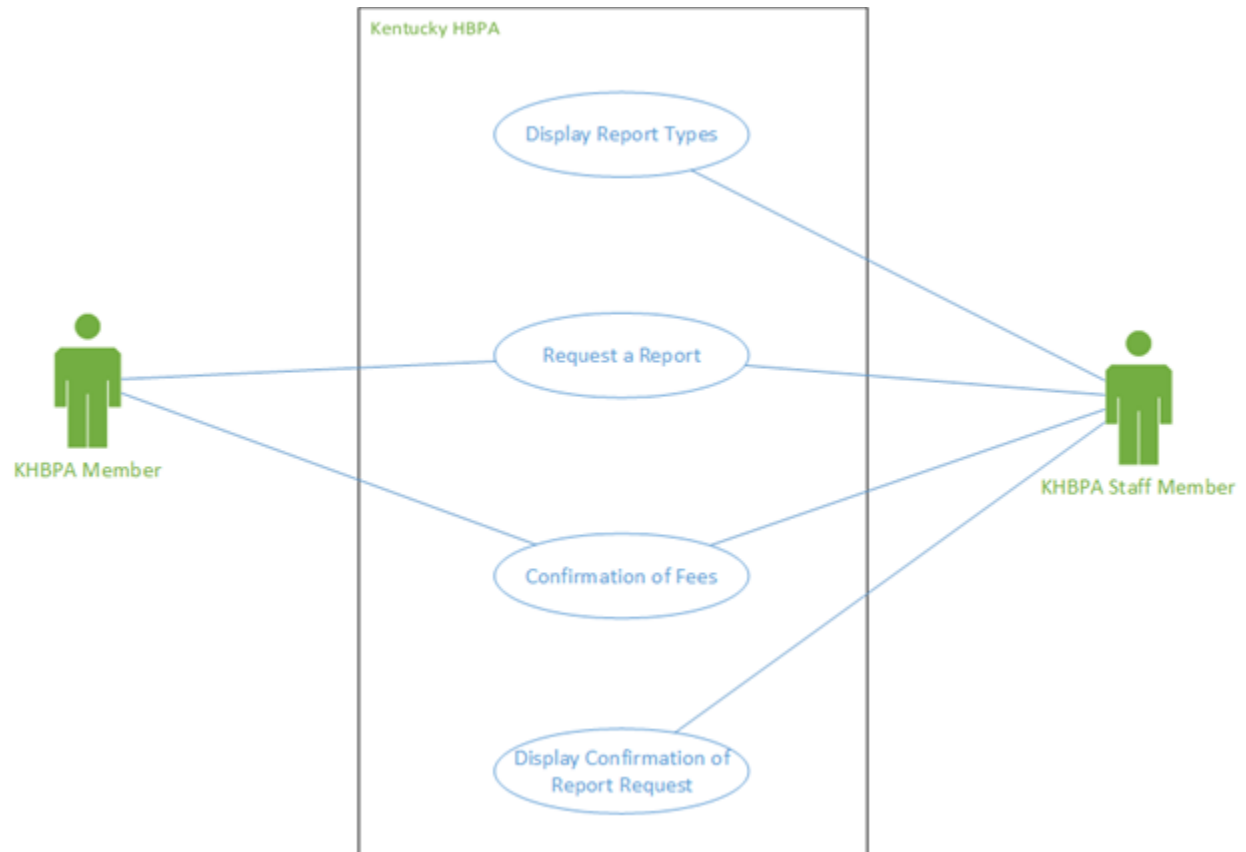 Kentucky HBPA
Display Report Types
Request a Report
KHBPA Member
KHBPA Staff Member
Confirmation of Fees
Display Confirmation of
Report Request